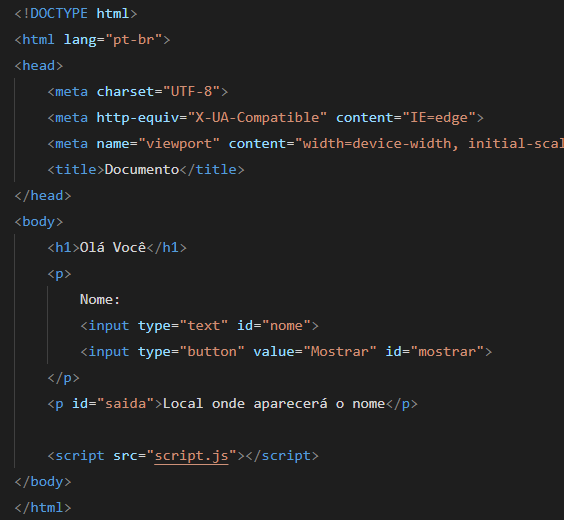 <!DOCTYPE html>
<html lang="pt-br">
<head>
    <meta charset="UTF-8">
    <meta http-equiv="X-UA-Compatible" content="IE=edge">
    <meta name="viewport" content="width=device-width, initial-scal
    <title>Documento</title>
</head>
<body>
    <h1>Olá Você</h1>
    <p>
        Nome:
        <input type="text" id="nome">
        <input type="button" value="Mostrar" id="mostrar">
    </p>
    <p id="saida">Local onde aparecerá o nome</p>
    <script src="script.js"></script>
</body>
</html>